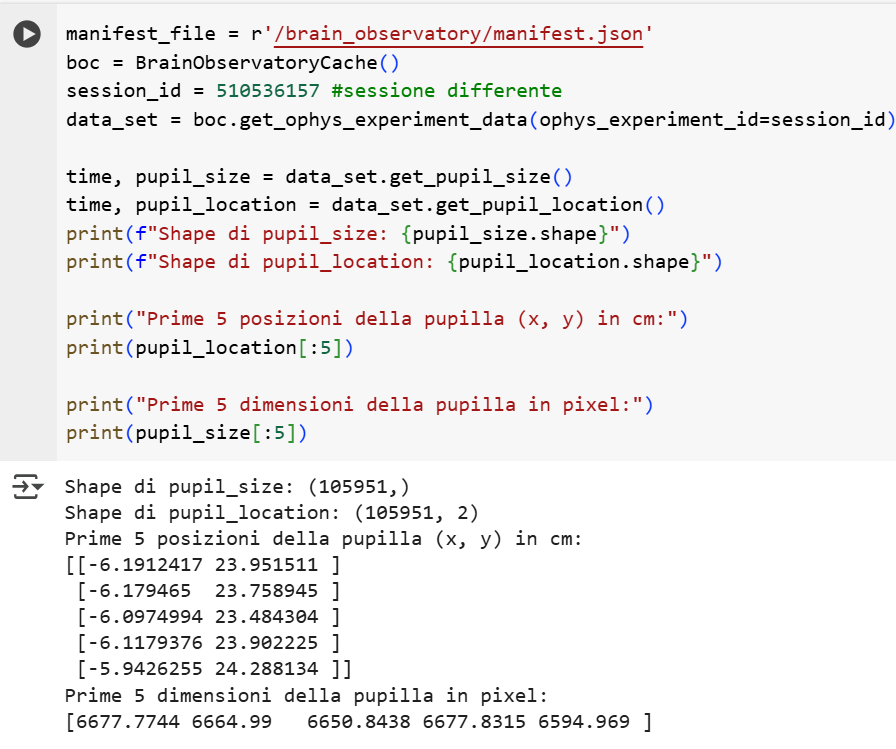 manifest_file = r'/brain_observatory/manifest.json'
boc = BrainObservatoryCache()
session_id = 510536157 #sessione differente
data_set = boc.get_ophys_experiment_data(ophys_experiment_id=session_id)
time, pupil_size = data_set.get_pupil_size()
time, pupil_location = data_set.get_pupil_location()
print(f"Shape di pupil_size: {pupil_size.shape}")
print(f"Shape di pupil_location: {pupil_location.shape}")
print("Prime 5 posizioni della pupilla (x, y) in cm:")
print(pupil_location[:5])
print("Prime 5 dimensioni della pupilla in pixel:")
print(pupil_size[:5])
Shape di pupil_size: (105951,)
Shape di pupil_location: (105951, 2)
Prime 5 posizioni della pupilla (x, y) in cm:
[[-6.1912417 23.951511 ]
 [-6.179465  23.758945 ]
 [-6.0974994 23.484304 ]
 [-6.1179376 23.902225 ]
 [-5.9426255 24.288134 ]]
Prime 5 dimensioni della pupilla in pixel:
[6677.7744 6664.99   6650.8438 6677.8315 6594.969 ]